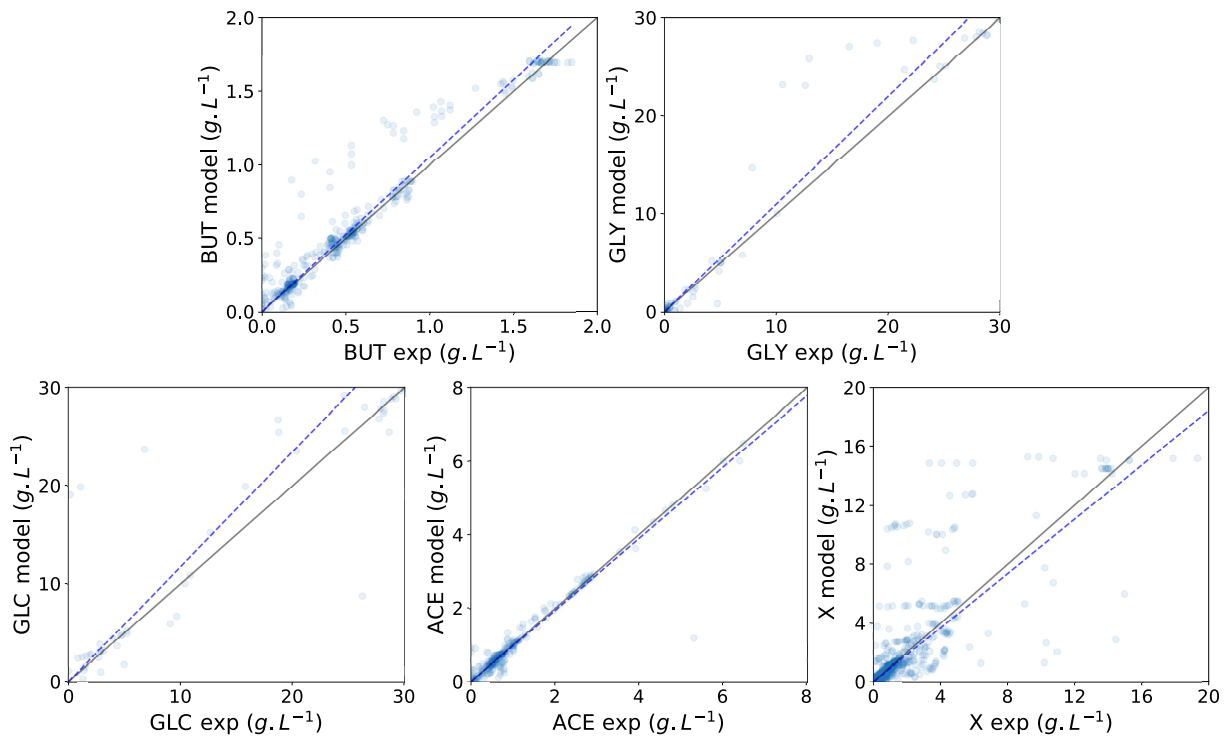 2.0
1.5
1.0
0.5
0.0
BUT model (g.L⁻¹)
0.0 0.5 1.0 1.5 2.0
BUT exp (g.L⁻¹)
30
20
10
0
GLY model (g.L⁻¹)
0 10 20 30
GLY exp (g.L⁻¹)
30
20
10
0
GLC model (g.L⁻¹)
0 10 20 30
GLC exp (g.L⁻¹)
8
6
4
2
0
ACE model (g.L⁻¹)
0 2 4 6 8
ACE exp (g.L⁻¹)
20
16
12
8
4
0
X model (g.L⁻¹)
0 4 8 12 16 20
X exp (g.L⁻¹)